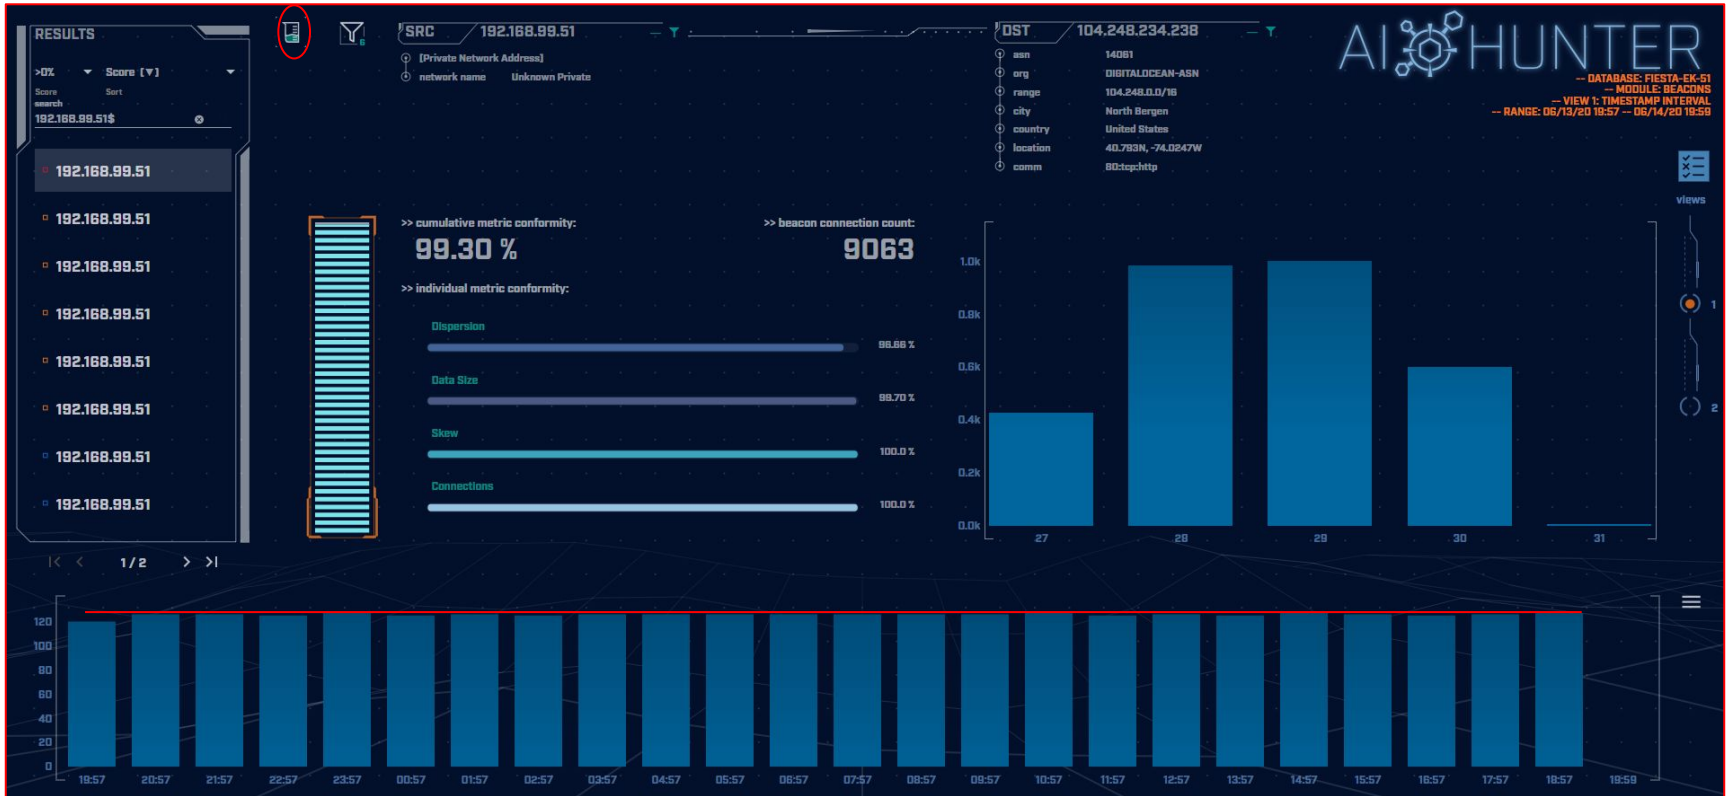 RESULTS
>0% Score [▼]
Score Sort
search
192.168.99.51$
192.168.99.51
192.168.99.51
192.168.99.51
192.168.99.51
192.168.99.51
192.168.99.51
192.168.99.51
192.168.99.51
1 / 2
6
SRC 192.168.99.51
[Private Network Address]
network name Unknown Private
DST 104.248.234.238
asn 14061
org DIGITALOCEAN-ASN
range 104.248.0.0/16
city North Bergen
country United States
location 40.793N, -74.0247W
comm 80:tcp:http
AI HUNTER
-- DATABASE: FIESTA-EK-51
-- MODULE: BEACONS
-- VIEW 1: TIMESTAMP INTERVAL
-- RANGE: 06/13/20 19:57 -- 06/14/20 19:59
views
1
2
>> cumulative metric conformity:
99.30 %
>> beacon connection count:
9063
>> individual metric conformity:
Dispersion
96.66 %
Data Size
99.70 %
Skew
100.0 %
Connections
100.0 %
1.0k
0.8k
0.6k
0.4k
0.2k
0.0k
27 28 29 30 31
120
100
80
60
40
20
0
19:57 20:57 21:57 22:57 23:57 00:57 01:57 02:57 03:57 04:57 05:57 06:57 07:57 08:57 09:57 10:57 11:57 12:57 13:57 14:57 15:57 16:57 17:57 18:57 19:59